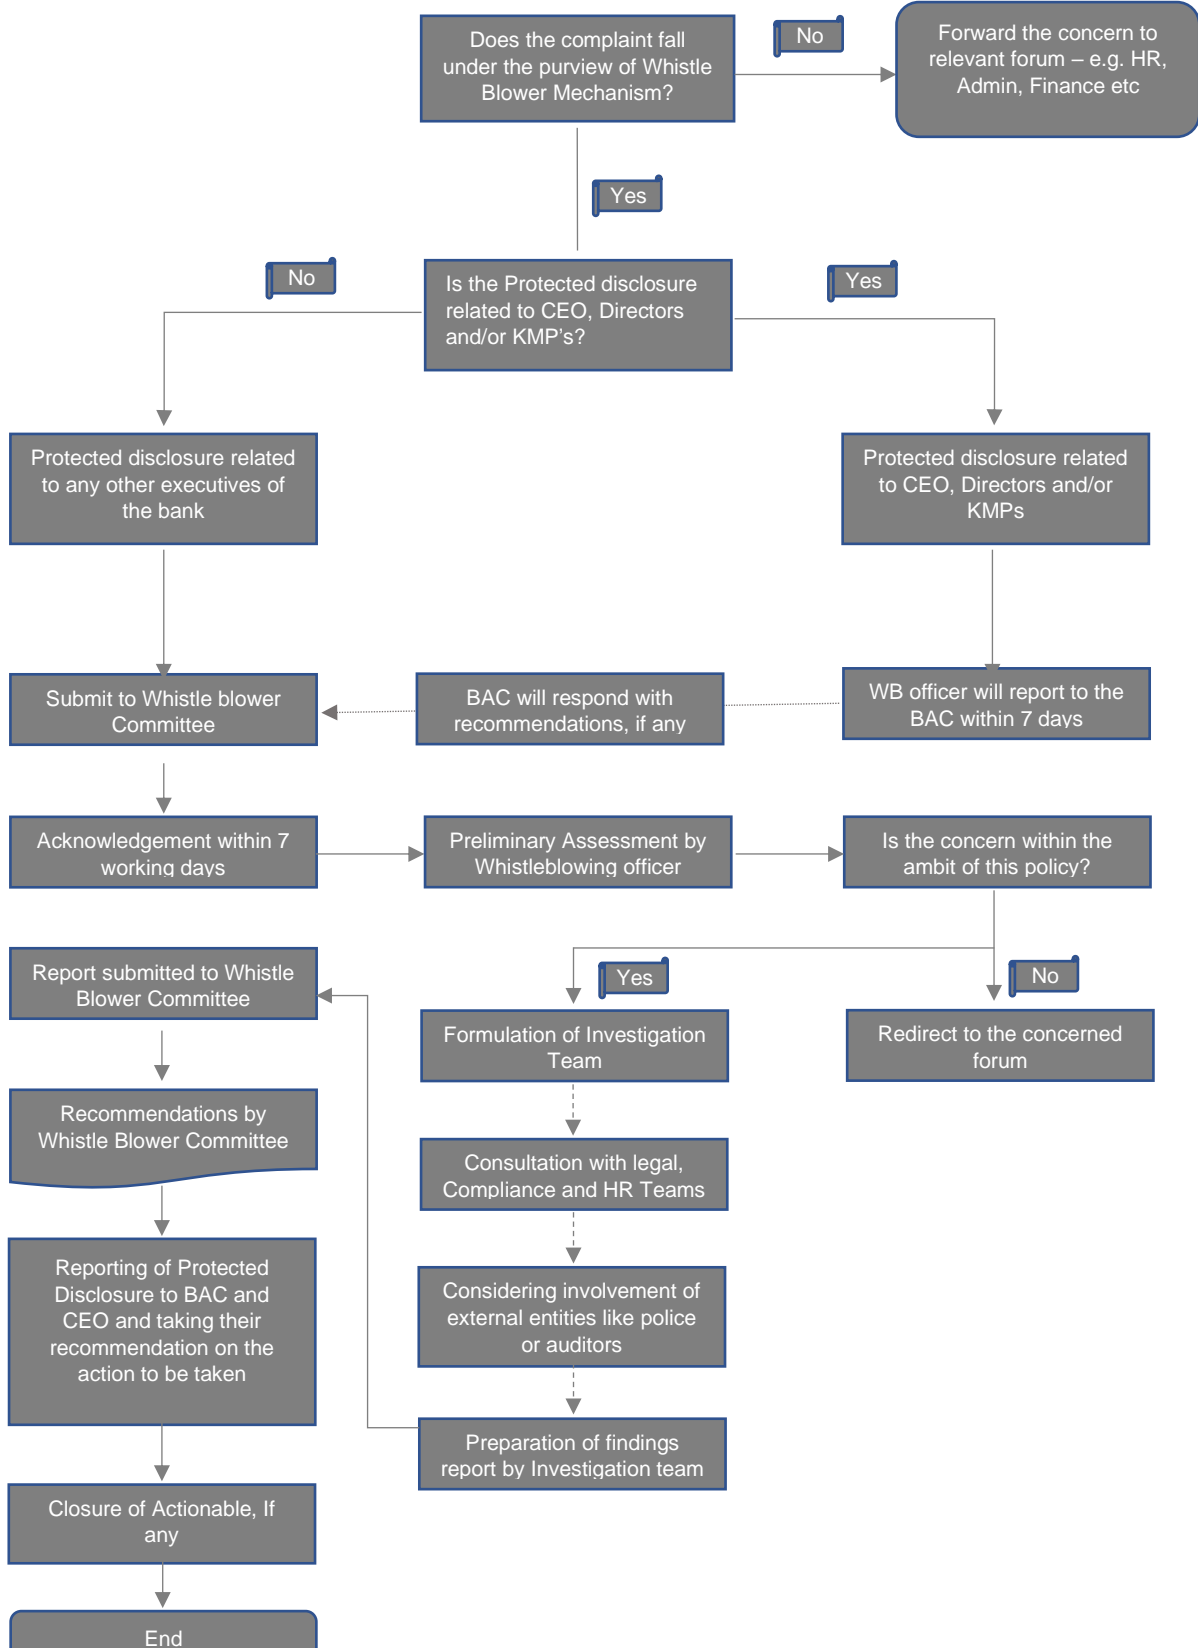 Does the complaint fall
under the purview of Whistle
Blower Mechanism?
No
Forward the concern to
relevant forum – e.g. HR,
Admin, Finance etc
Yes
No
Is the Protected disclosure
related to CEO, Directors
and/or KMP's?
Yes
Protected disclosure related
to any other executives of
the bank
Protected disclosure related
to CEO, Directors and/or
KMPs
Submit to Whistle blower
Committee
BAC will respond with
recommendations, if any
WB officer will report to the
BAC within 7 days
Acknowledgement within 7
working days
Preliminary Assessment by
Whistleblowing officer
Is the concern within the
ambit of this policy?
Report submitted to Whistle
Blower Committee
Yes
No
Formulation of Investigation
Team
Redirect to the concerned
forum
Recommendations by
Whistle Blower Committee
Consultation with legal,
Compliance and HR Teams
Reporting of Protected
Disclosure to BAC and
CEO and taking their
recommendation on the
action to be taken
Considering involvement of
external entities like police
or auditors
Preparation of findings
report by Investigation team
Closure of Actionable, If
any
End